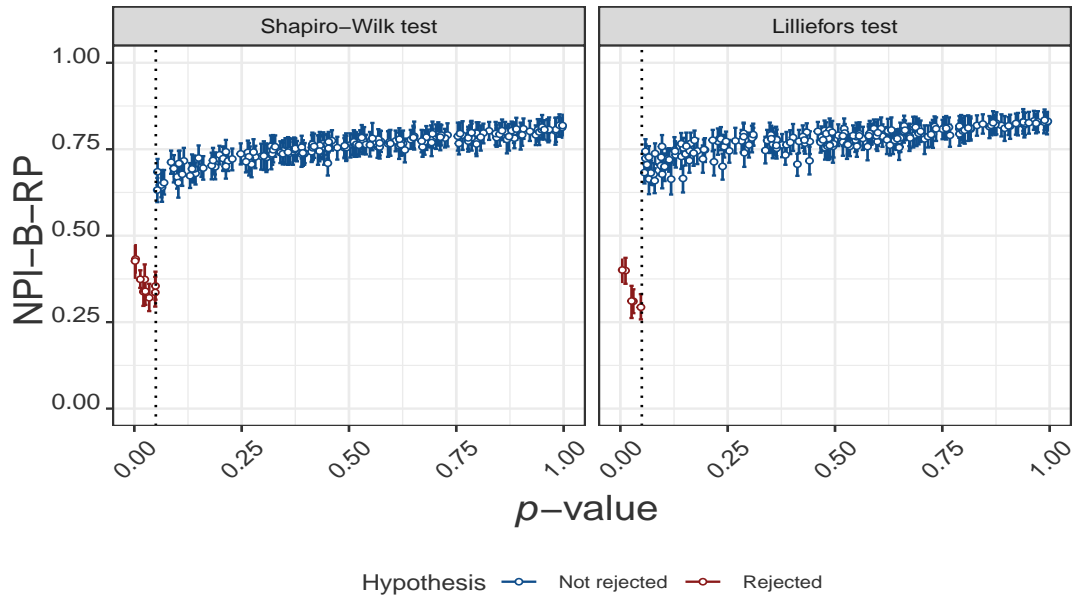 Shapiro−Wilk test
Lilliefors test
1.00
0.75
0.50
0.25
0.00
NPI−B−RP
0.00 0.25 0.50 0.75 1.00
0.00 0.25 0.50 0.75 1.00
p−value
Hypothesis Not rejected Rejected